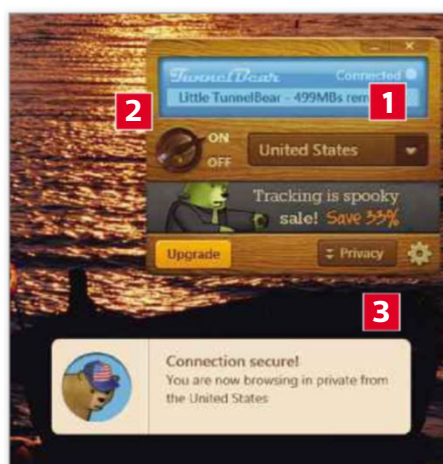 TunnelBear Connected
1
Little TunnelBear - 499MBs rem
2
ON
OFF
United States
Tracking is spooky
sale! Save 33%
Upgrade
Privacy
3
Connection secure!
You are now browsing in private from
the United States